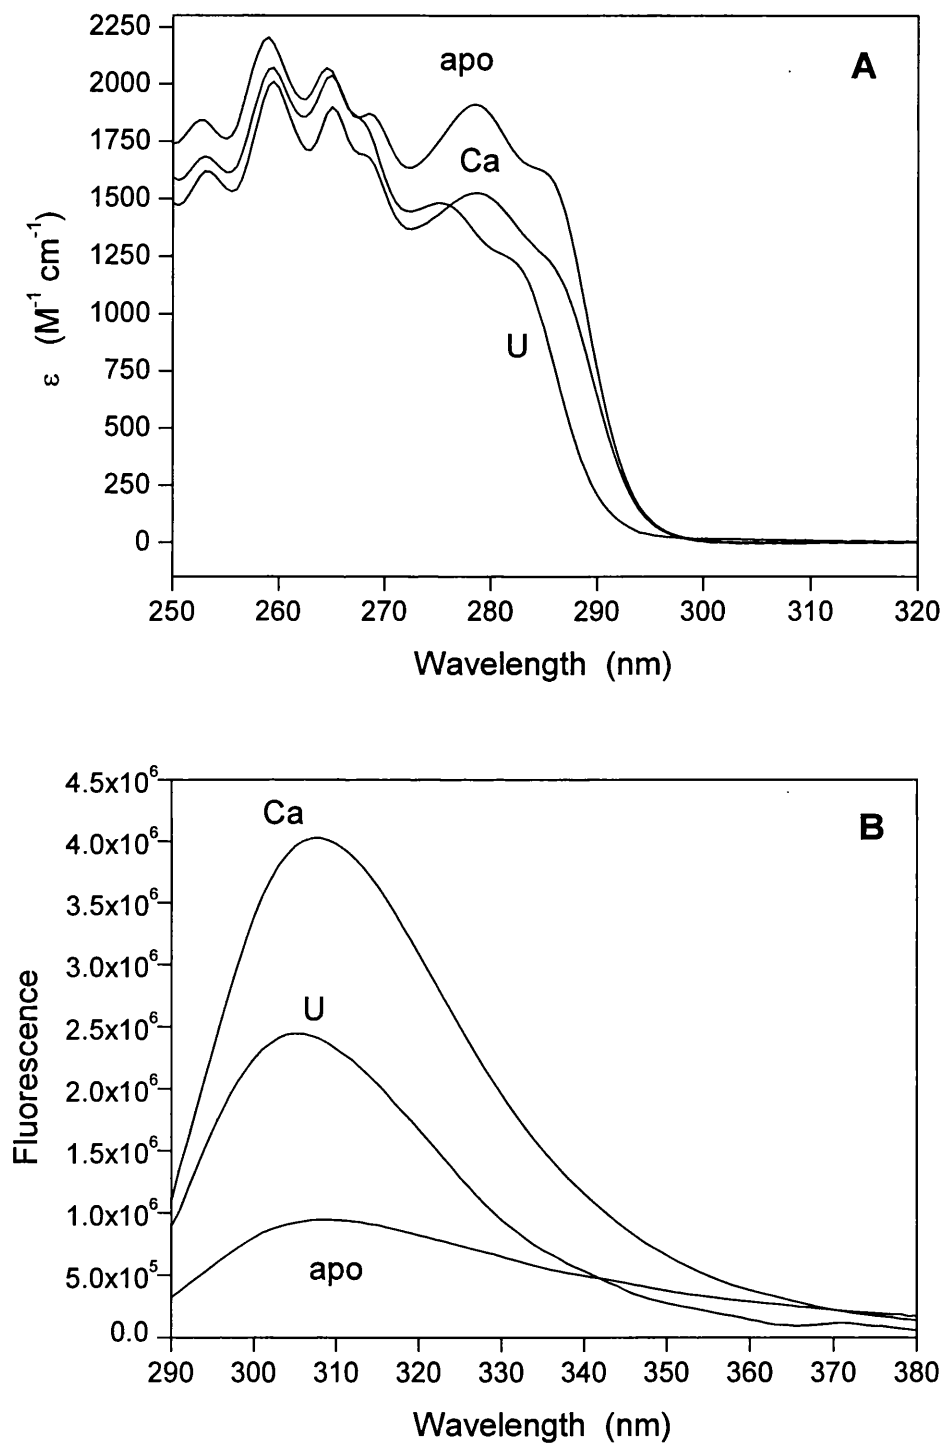 A
apo
Ca
U
2250
2000
1750
1500
1250
1000
750
500
250
0
ε (M⁻¹ cm⁻¹)
250 260 270 280 290 300 310 320
Wavelength (nm)
B
Ca
U
apo
4.5x10⁶
4.0x10⁶
3.5x10⁶
3.0x10⁶
2.5x10⁶
2.0x10⁶
1.5x10⁶
1.0x10⁶
5.0x10⁵
0.0
Fluorescence
290 300 310 320 330 340 350 360 370 380
Wavelength (nm)